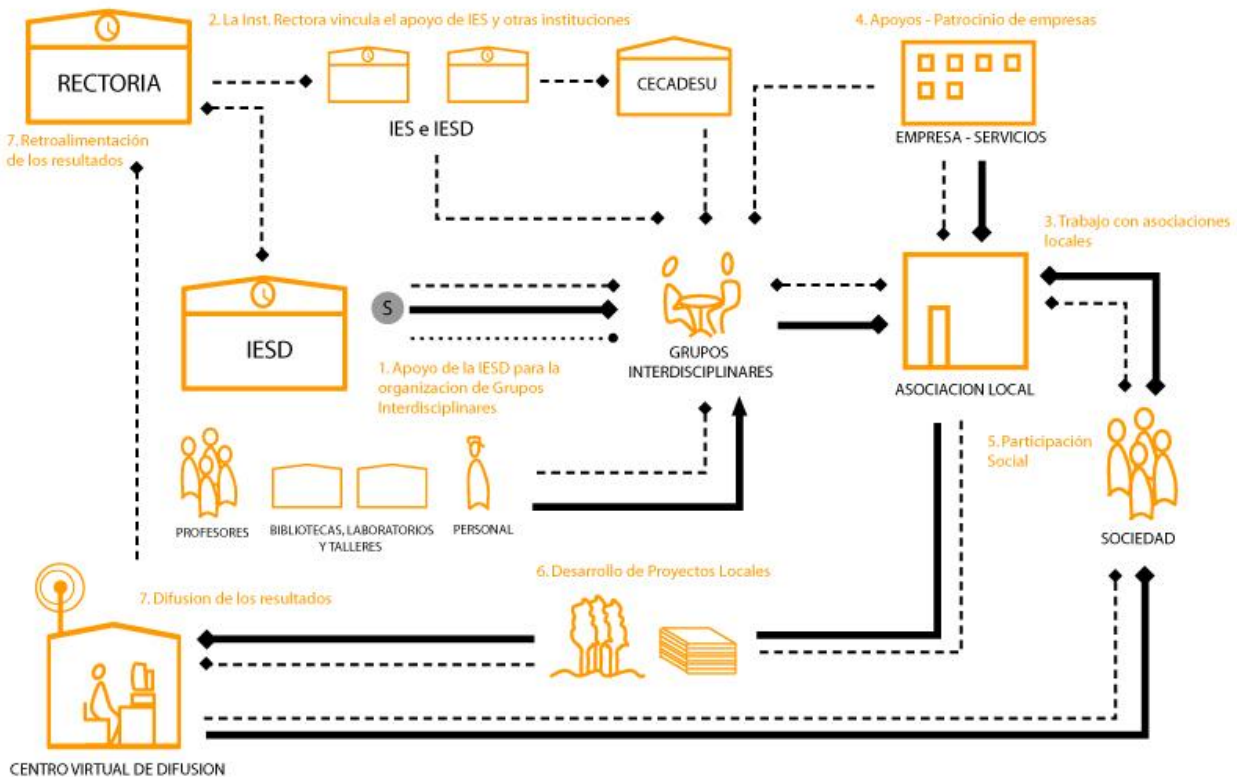 2. La Inst. Rectora vincula el apoyo de IES y otras instituciones
4. Apoyos - Patrocinio de empresas
RECTORIA
CECADESU
IES e IESD
EMPRESA - SERVICIOS
7. Retroalimentación
de los resultados
3. Trabajo con asociaciones
locales
IESD
S
1. Apoyo de la IESD para la
organizacion de Grupos
Interdisciplinares
GRUPOS
INTERDISCIPLINARES
ASOCIACION LOCAL
5. Participación
Social
PROFESORES
BIBLIOTECAS, LABORATORIOS
Y TALLERES
PERSONAL
SOCIEDAD
6. Desarrollo de Proyectos Locales
7. Difusion de los resultados
CENTRO VIRTUAL DE DIFUSION